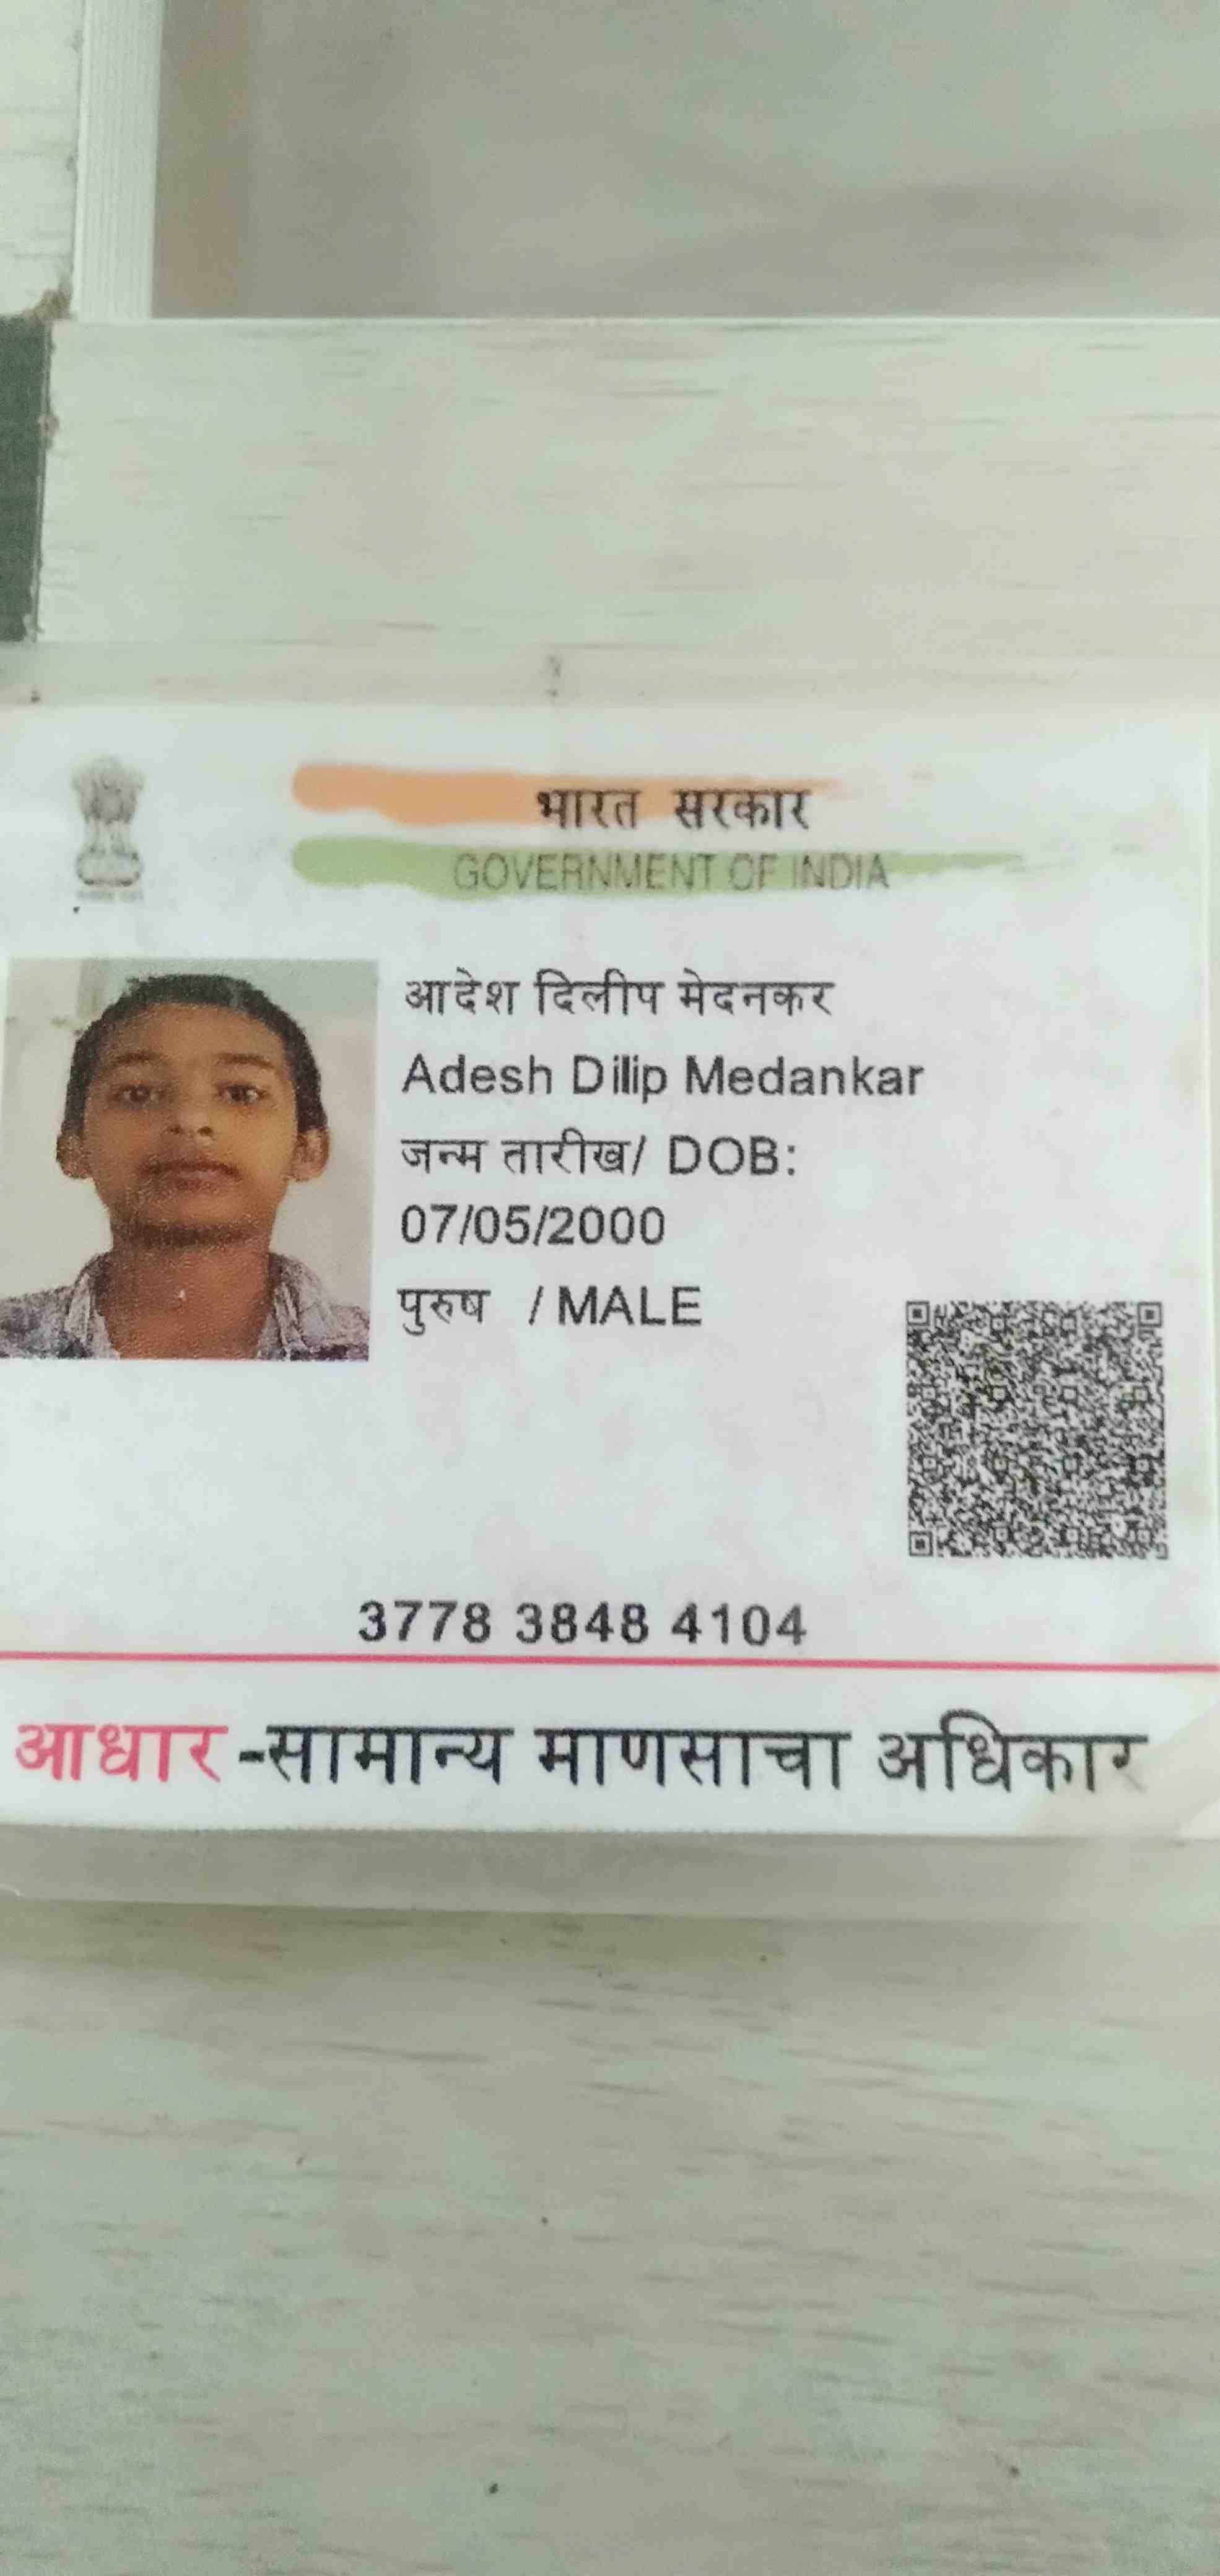 भारत सरकार
GOVERNMENT OF INDIA
आदेश दिलीप मेदनकर
Adesh Dilip Medankar
जन्म तारीख/ DOB:
07/05/2000
पुरुष / MALE
3778 3848 4104
आधार-सामान्य माणसाचा अधिकार